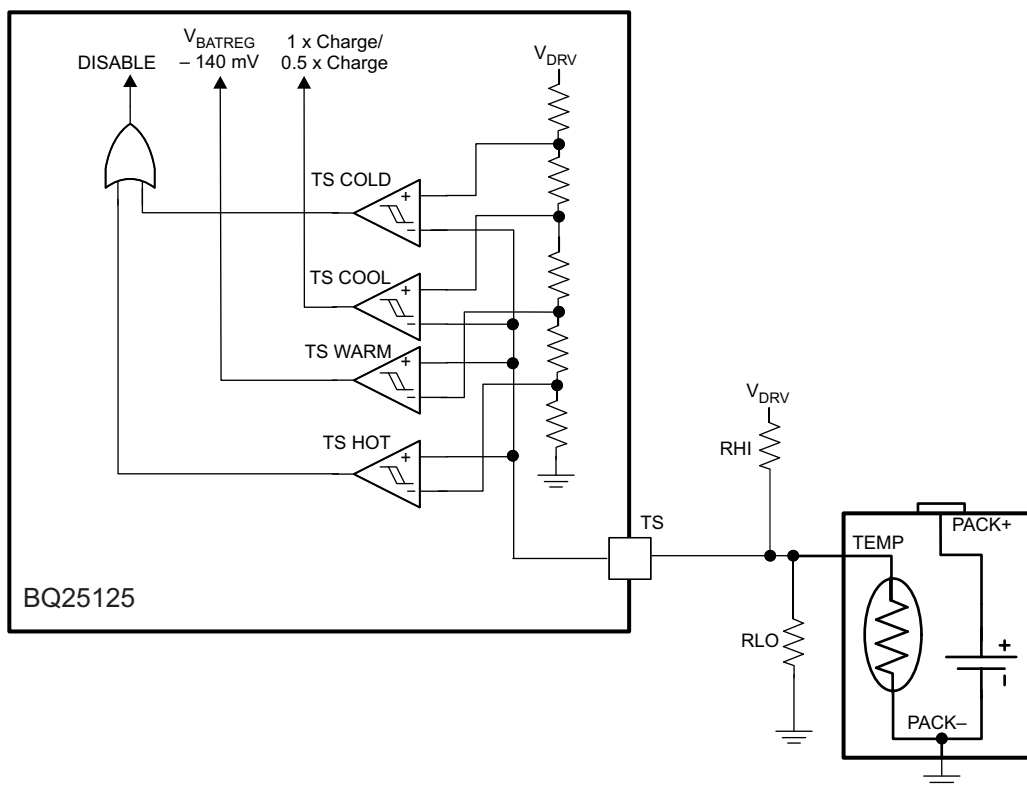 DISABLE
VBATREG
– 140 mV
1 x Charge/
0.5 x Charge
VDRV
TS COLD
+
–
TS COOL
+
–
TS WARM
+
–
TS HOT
+
–
BQ25125
TS
VDRV
RHI
RLO
TEMP
PACK+
+
–
PACK–